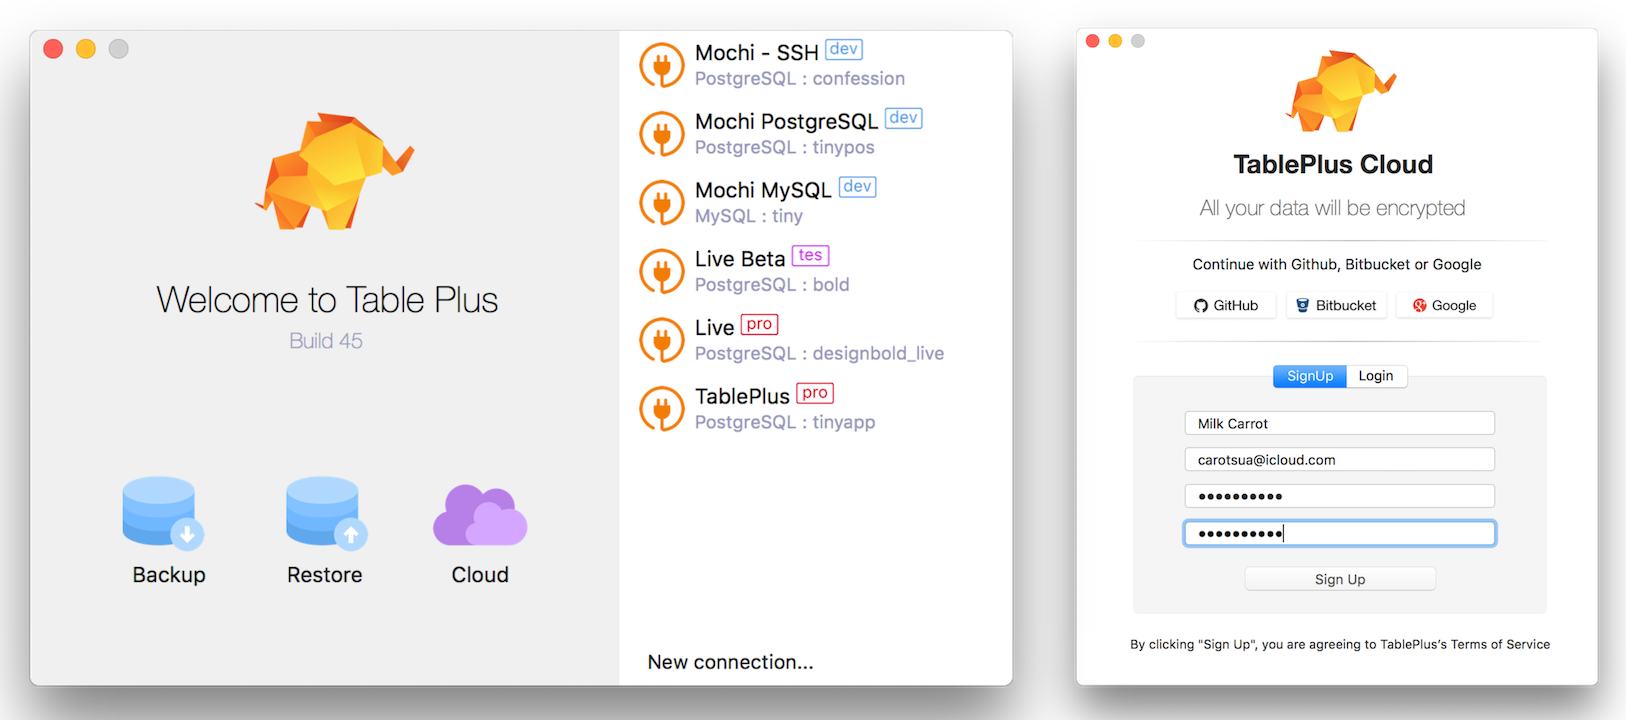 Welcome to Table Plus
Build 45
Backup
Restore
Cloud
Mochi - SSH dev
PostgreSQL : confession
Mochi PostgreSQL dev
PostgreSQL : tinypos
Mochi MySQL dev
MySQL : tiny
Live Beta tes
PostgreSQL : bold
Live pro
PostgreSQL : designbold_live
TablePlus pro
PostgreSQL : tinyapp
New connection...
TablePlus Cloud
All your data will be encrypted
Continue with Github, Bitbucket or Google
GitHub Bitbucket Google
SignUp Login
Milk Carrot
carotsua@icloud.com
••••••••••
••••••••••
Sign Up
By clicking "Sign Up", you are agreeing to TablePlus's Terms of Service